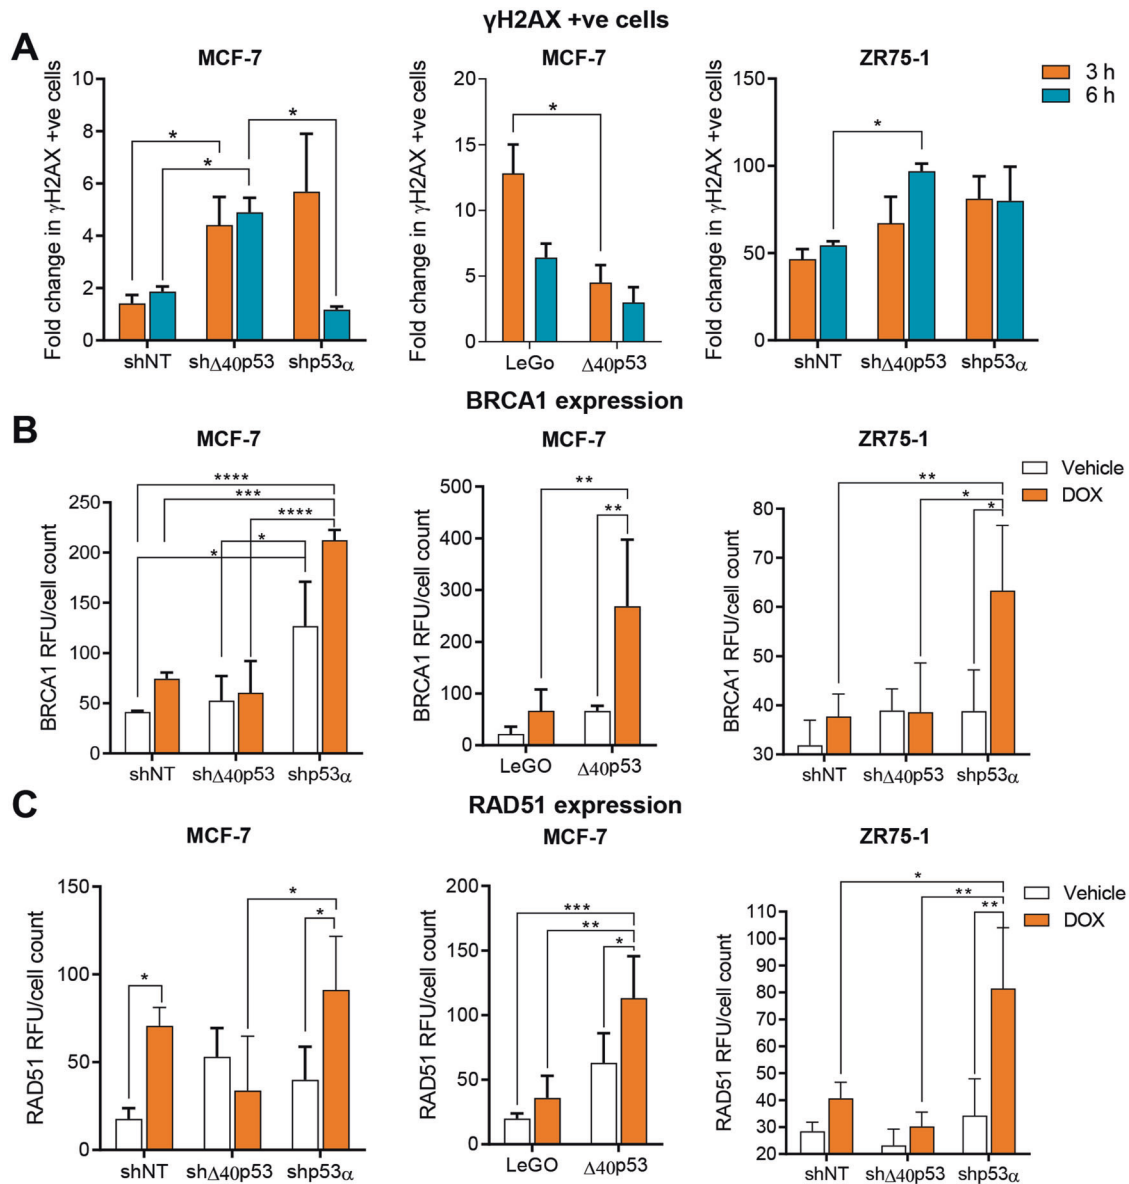 γH2AX +ve cells
A
MCF-7
MCF-7
ZR75-1
3 h
6 h
Fold change in γH2AX +ve cells
10
8
6
4
2
0
*
*
*
shNT
shΔ40p53
shp53α
Fold change in γH2AX +ve cells
20
15
10
5
0
*
LeGo
Δ40p53
Fold change in γH2AX +ve cells
150
100
50
0
*
shNT
shΔ40p53
shp53α
BRCA1 expression
B
MCF-7
MCF-7
ZR75-1
Vehicle
DOX
BRCA1 RFU/cell count
250
200
150
100
50
0
****
***
****
*
*
shNT
shΔ40p53
shp53α
BRCA1 RFU/cell count
500
400
300
200
100
0
**
**
LeGO
Δ40p53
BRCA1 RFU/cell count
80
70
60
50
40
30
**
*
*
shNT
shΔ40p53
shp53α
RAD51 expression
C
MCF-7
MCF-7
ZR75-1
Vehicle
DOX
RAD51 RFU/cell count
150
100
50
0
*
*
*
shNT
shΔ40p53
shp53α
RAD51 RFU/cell count
200
150
100
50
0
***
**
*
LeGO
Δ40p53
RAD51 RFU/cell count
110
100
90
80
70
60
50
40
30
20
*
**
**
shNT
shΔ40p53
shp53α